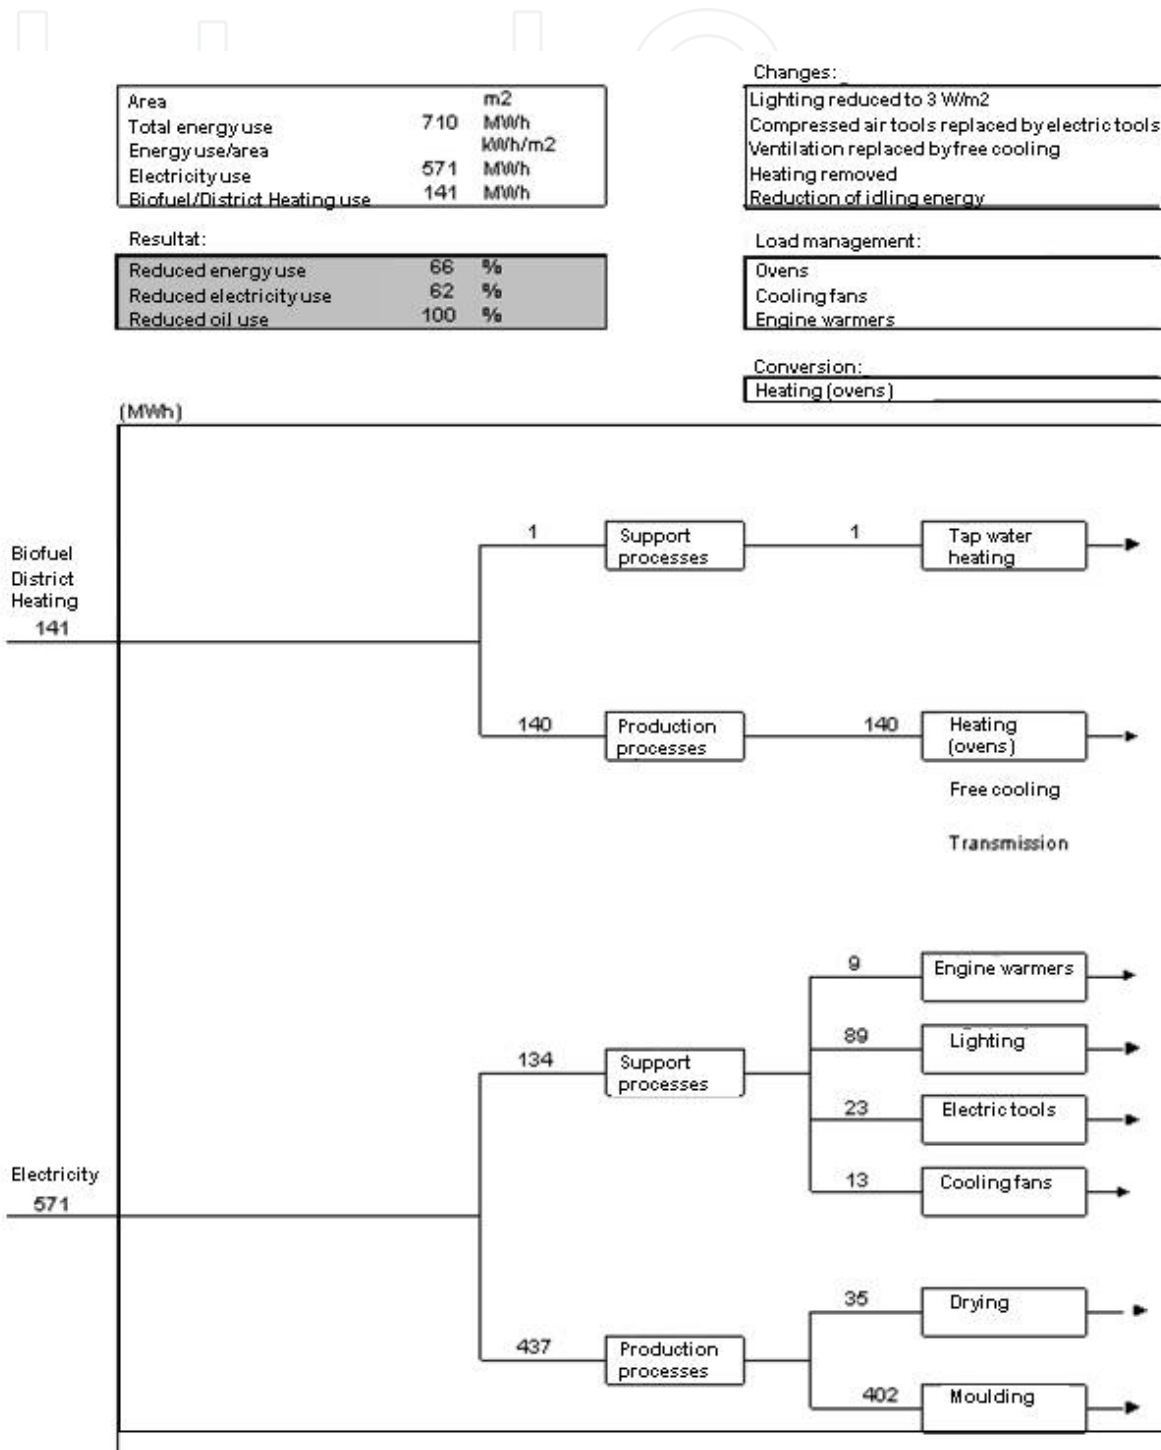 Area m2
Total energy use 710 MWh
Energy use/area kWh/m2
Electricity use 571 MWh
Biofuel/District Heating use 141 MWh
Resultat:
Reduced energy use 66 %
Reduced electricity use 62 %
Reduced oil use 100 %
Changes:
Lighting reduced to 3 W/m2
Compressed air tools replaced by electric tools
Ventilation replaced by free cooling
Heating removed
Reduction of idling energy
Load management:
Ovens
Cooling fans
Engine warmers
Conversion:
Heating (ovens)
(MWh)
Biofuel
District
Heating
141
1
Support
processes
1
Tap water
heating
140
Production
processes
140
Heating
(ovens)
Free cooling
Transmission
Electricity
571
134
Support
processes
9
Engine warmers
89
Lighting
23
Electric tools
13
Cooling fans
437
Production
processes
35
Drying
402
Moulding